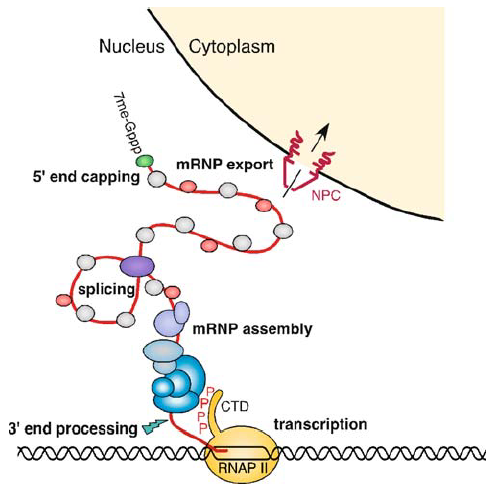 Nucleus Cytoplasm
7me-Gppp
mRNP export
5' end capping
NPC
splicing
mRNP assembly
P
P
P
P
CTD
3' end processing
transcription
RNAP II